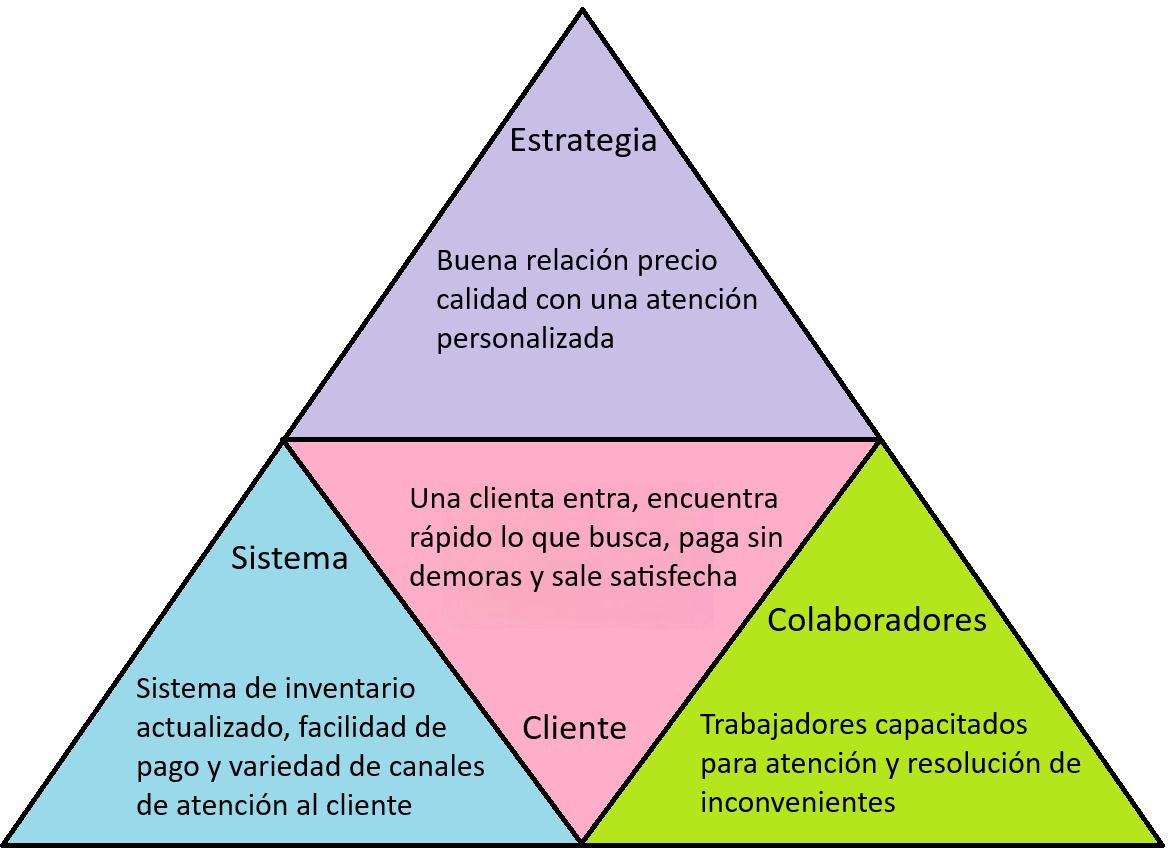 Estrategia
Buena relación precio
calidad con una atención
personalizada
Una clienta entra, encuentra
rápido lo que busca, paga sin
demoras y sale satisfecha
Cliente
Sistema
Sistema de inventario
actualizado, facilidad de
pago y variedad de canales
de atención al cliente
Colaboradores
Trabajadores capacitados
para atención y resolución de
inconvenientes